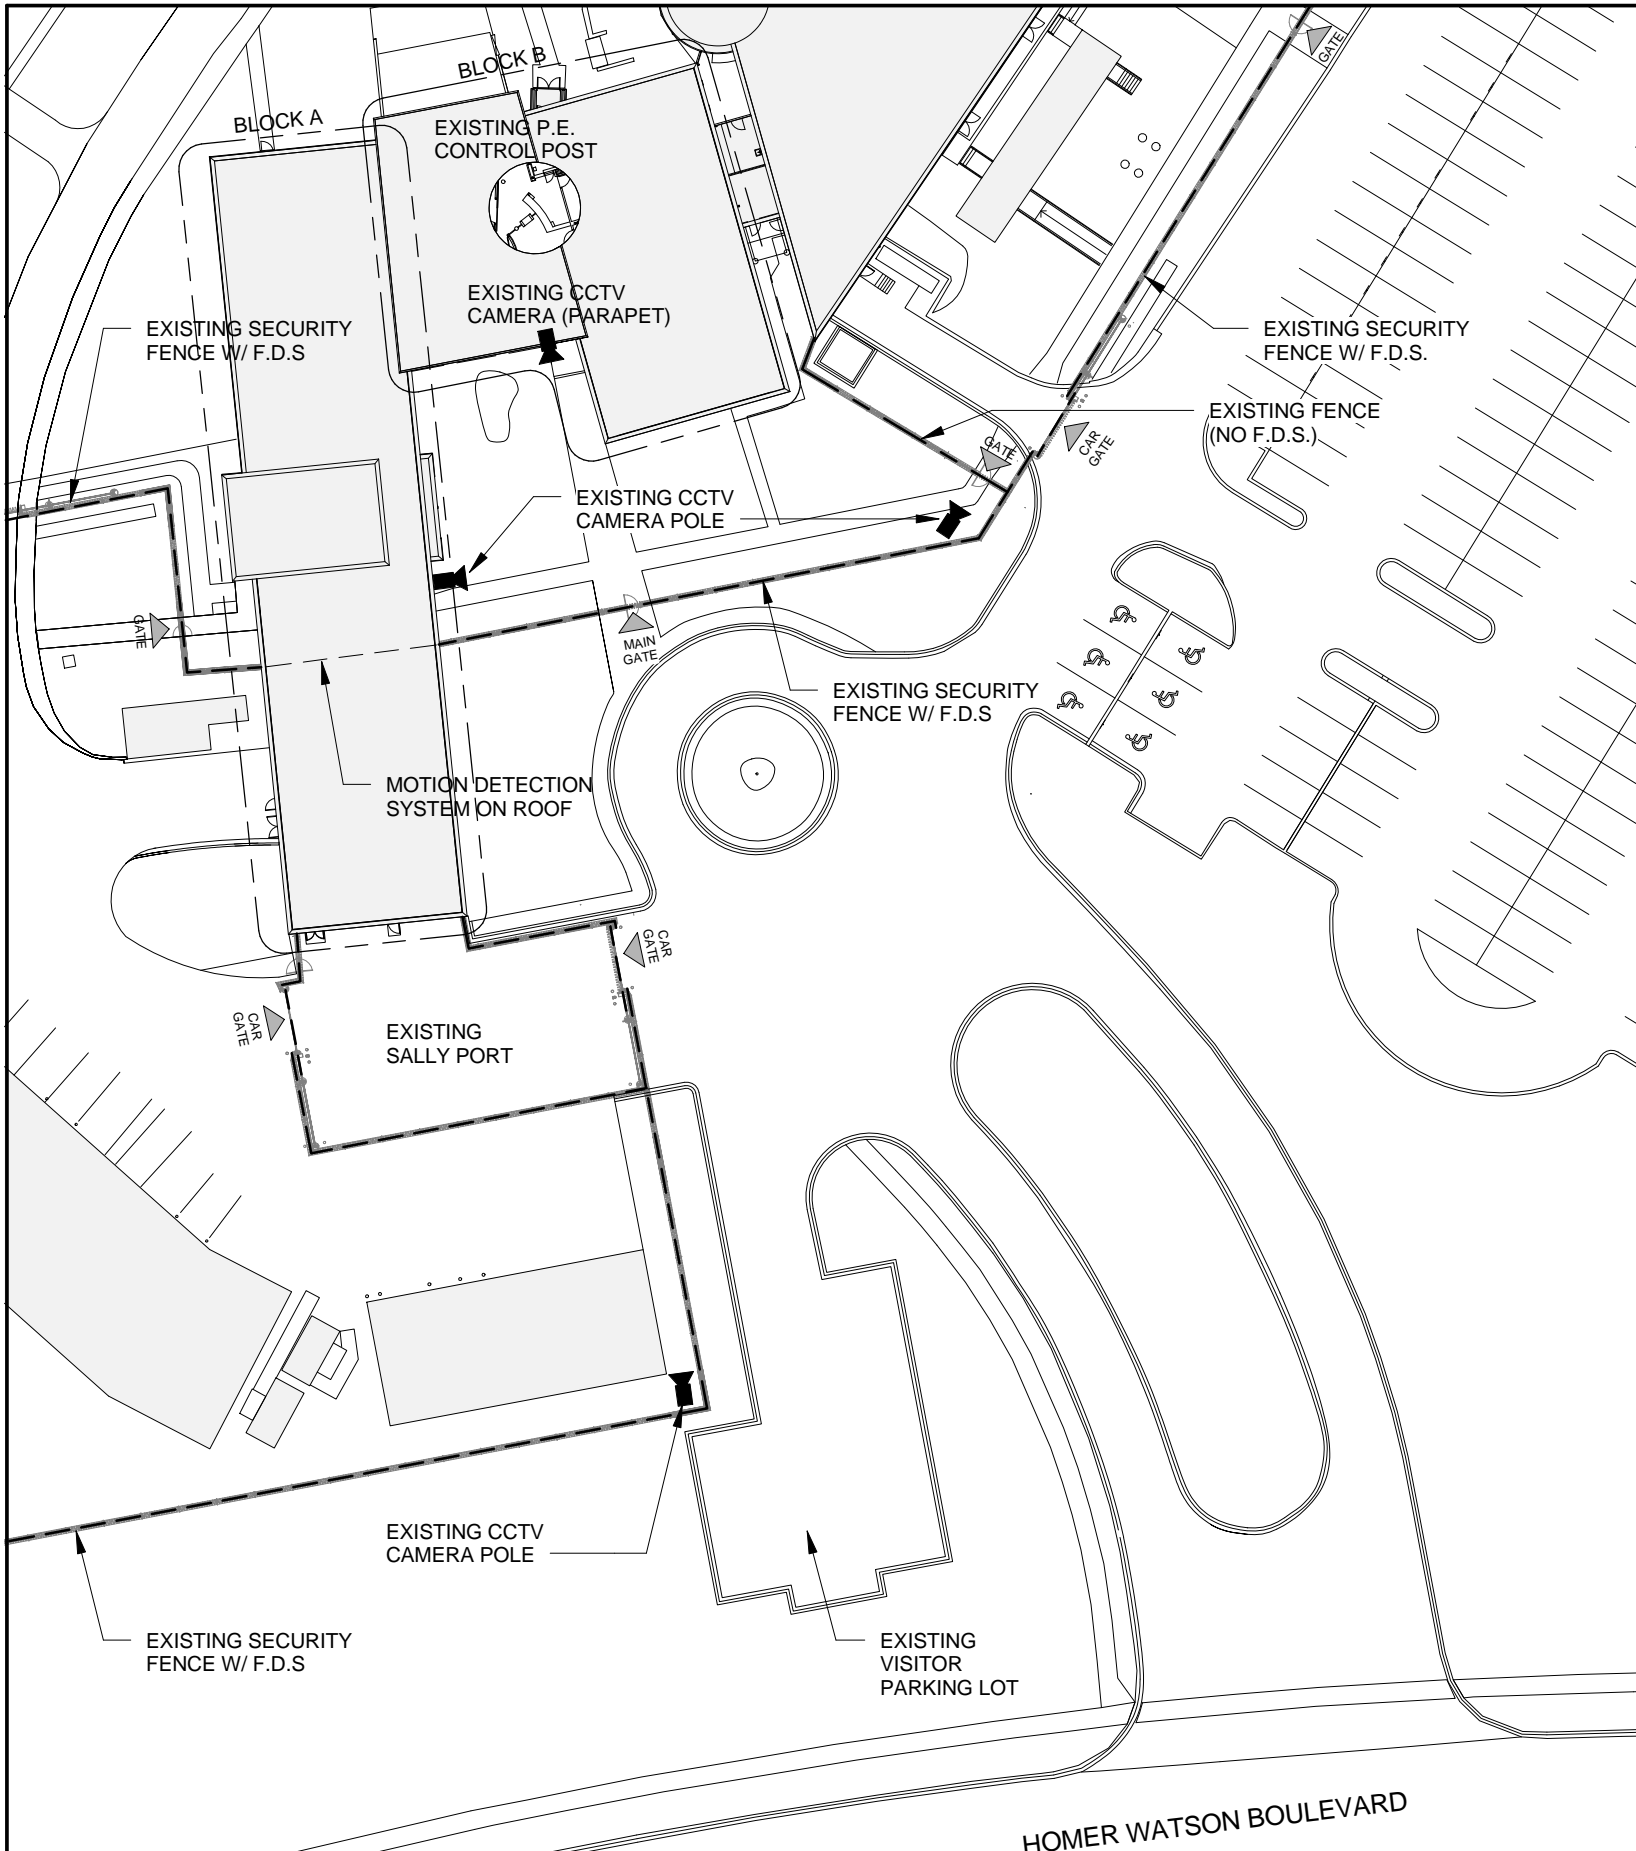 GATE
BLOCK B
BLOCK A
EXISTING P.E.
CONTROL POST
EXISTING CCTV
CAMERA (PARAPET)
EXISTING SECURITY
FENCE W/ F.D.S
EXISTING SECURITY
FENCE W/ F.D.S.
EXISTING FENCE
(NO F.D.S.)
GATE
CAR
GATE
EXISTING CCTV
CAMERA POLE
GATE
MAIN
GATE
EXISTING SECURITY
FENCE W/ F.D.S
MOTION DETECTION
SYSTEM ON ROOF
CAR
GATE
CAR
GATE
EXISTING
SALLY PORT
EXISTING CCTV
CAMERA POLE
EXISTING SECURITY
FENCE W/ F.D.S
EXISTING
VISITOR
PARKING LOT
HOMER WATSON BOULEVARD